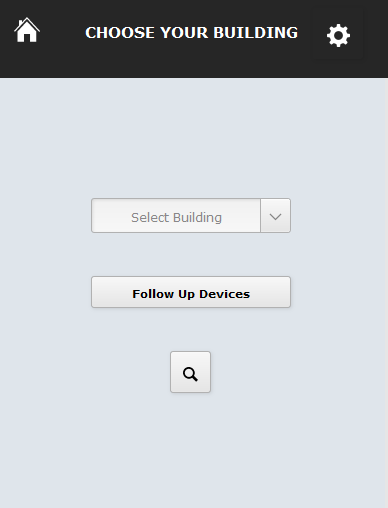 CHOOSE YOUR BUILDING
Select Building
Follow Up Devices